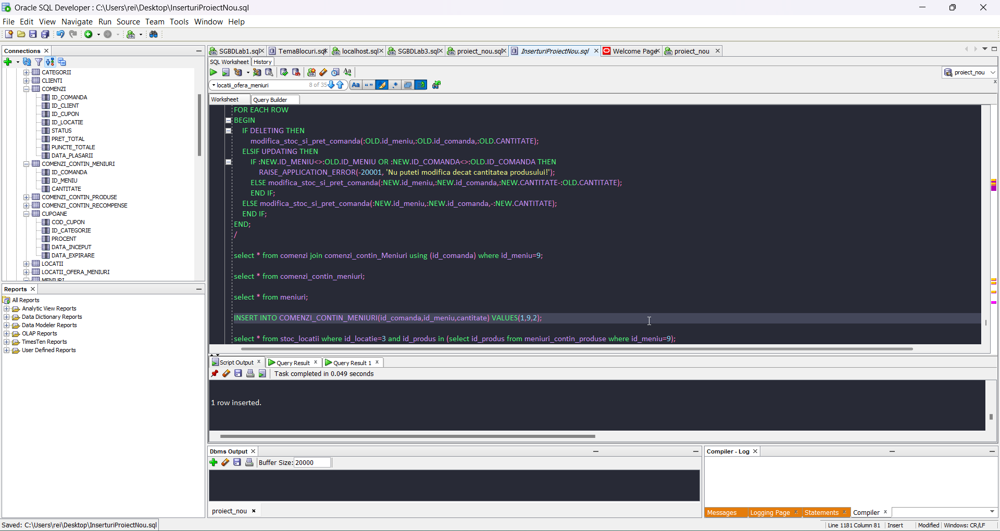 Oracle SQL Developer : C:\Users\rei\Desktop\InserturiProiectNou.sql
File Edit View Navigate Run Source Team Tools Window Help
Connections
CATEGORII
CLIENTI
COMENZI
ID_COMANDA
ID_CLIENT
ID_CUPON
ID_LOCATIE
STATUS
PRET_TOTAL
PUNCTE_TOTALE
DATA_PLASARII
COMENZI_CONTIN_MENIURI
ID_COMANDA
ID_MENIU
CANTITATE
COMENZI_CONTIN_PRODUSE
COMENZI_CONTIN_RECOMPENSE
CUPOANE
COD_CUPON
ID_CATEGORIE
PROCENT
DATA_INCEPUT
DATA_EXPIRARE
LOCATII
LOCATII_OFERA_MENIURI
MENIURI
Reports
All Reports
Analytic View Reports
Data Dictionary Reports
Data Modeler Reports
OLAP Reports
TimesTen Reports
User Defined Reports
SGBDLab1.sql TemaBlocuri.sql localhost.sql SGBDLab3.sql proiect_nou.sql InserturiProiectNou.sql Welcome Page proiect_nou
SQL Worksheet History
proiect_nou
locatii_ofera_meniuri 8 of 35
Worksheet Query Builder
FOR EACH ROW
BEGIN
IF DELETING THEN
modifica_stoc_si_pret_comanda(:OLD.id_meniu,:OLD.id_comanda,:OLD.CANTITATE);
ELSIF UPDATING THEN
IF :NEW.ID_MENIU<>:OLD.ID_MENIU OR :NEW.ID_COMANDA<>:OLD.ID_COMANDA THEN
RAISE_APPLICATION_ERROR(-20001, 'Nu puteti modifica decat cantitatea produsului!');
ELSE modifica_stoc_si_pret_comanda(:NEW.id_meniu,:NEW.id_comanda,:NEW.CANTITATE-:OLD.CANTITATE);
END IF;
ELSE modifica_stoc_si_pret_comanda(:NEW.id_meniu,:NEW.id_comanda,-:NEW.CANTITATE);
END IF;
END;
/
select * from comenzi join comenzi_contin_Meniuri using (id_comanda) where id_meniu=9;
select * from comenzi_contin_meniuri;
select * from meniuri;
INSERT INTO COMENZI_CONTIN_MENIURI(id_comanda,id_meniu,cantitate) VALUES(1,9,2);
select * from stoc_locatii where id_locatie=3 and id_produs in (select id_produs from meniuri_contin_produse where id_meniu=9);
Script Output Query Result Query Result 1
Task completed in 0.049 seconds
1 row inserted.
Dbms Output
Buffer Size: 20000
proiect_nou
Compiler - Log
Messages Logging Page Statements Compiler
Saved: C:\Users\rei\Desktop\InserturiProiectNou.sql
Line 1181 Column 81 Insert Modified Windows: CR/LF